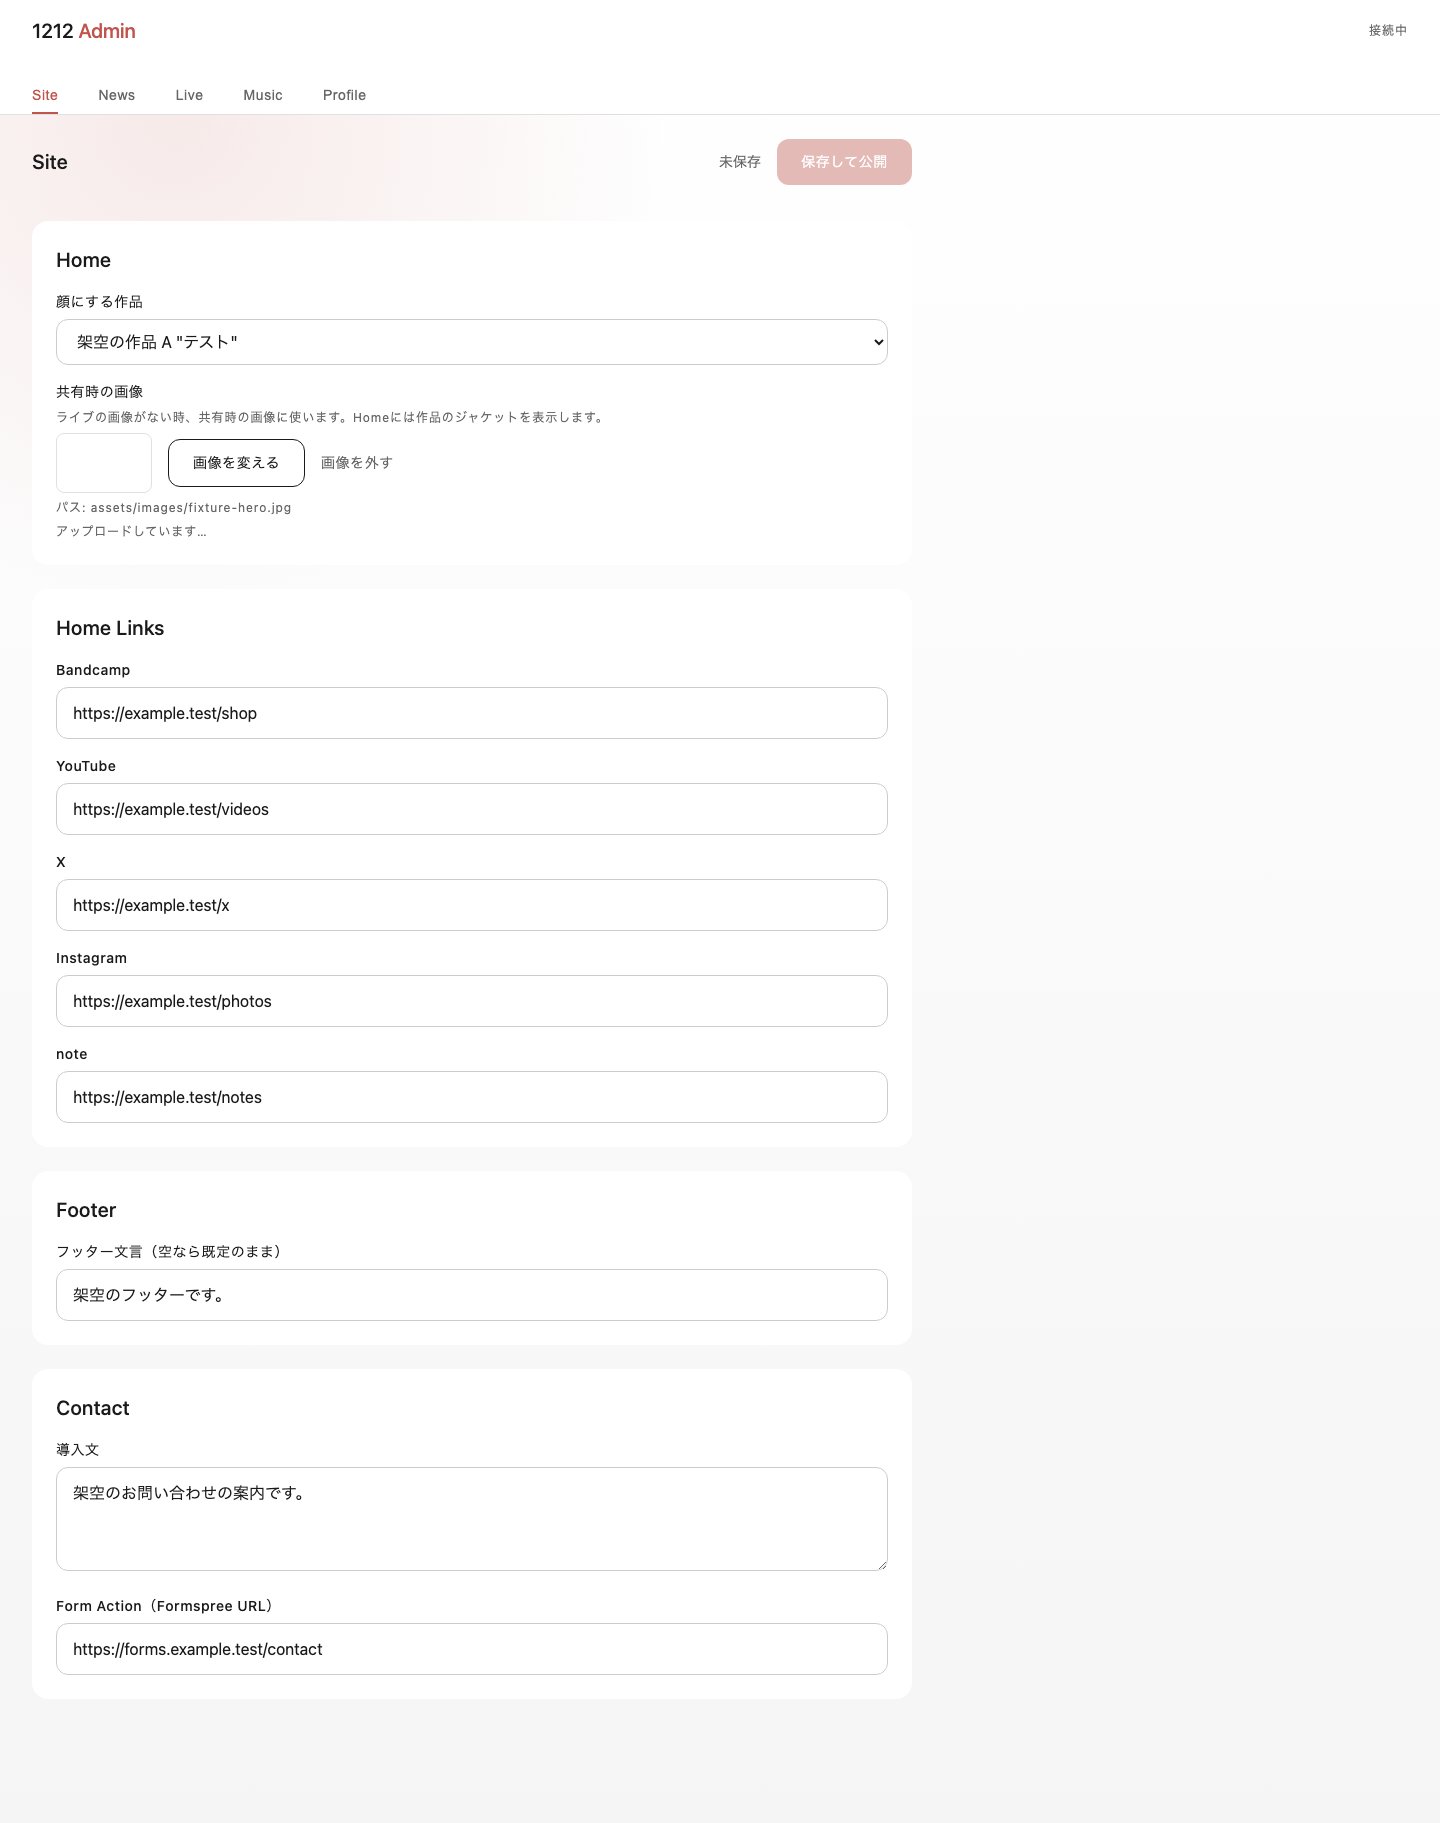 1212 Admin
接続中
Site
News
Live
Music
Profile
Site
未保存
保存して公開
Home
顔にする作品
架空の作品 A "テスト"
共有時の画像
ライブの画像がない時、共有時の画像に使います。Homeには作品のジャケットを表示します。
画像を変える
画像を外す
パス: assets/images/fixture-hero.jpg
アップロードしています…
Home Links
Bandcamp
https://example.test/shop
YouTube
https://example.test/videos
X
https://example.test/x
Instagram
https://example.test/photos
note
https://example.test/notes
Footer
フッター文言（空なら既定のまま）
架空のフッターです。
Contact
導入文
架空のお問い合わせの案内です。
Form Action（Formspree URL）
https://forms.example.test/contact